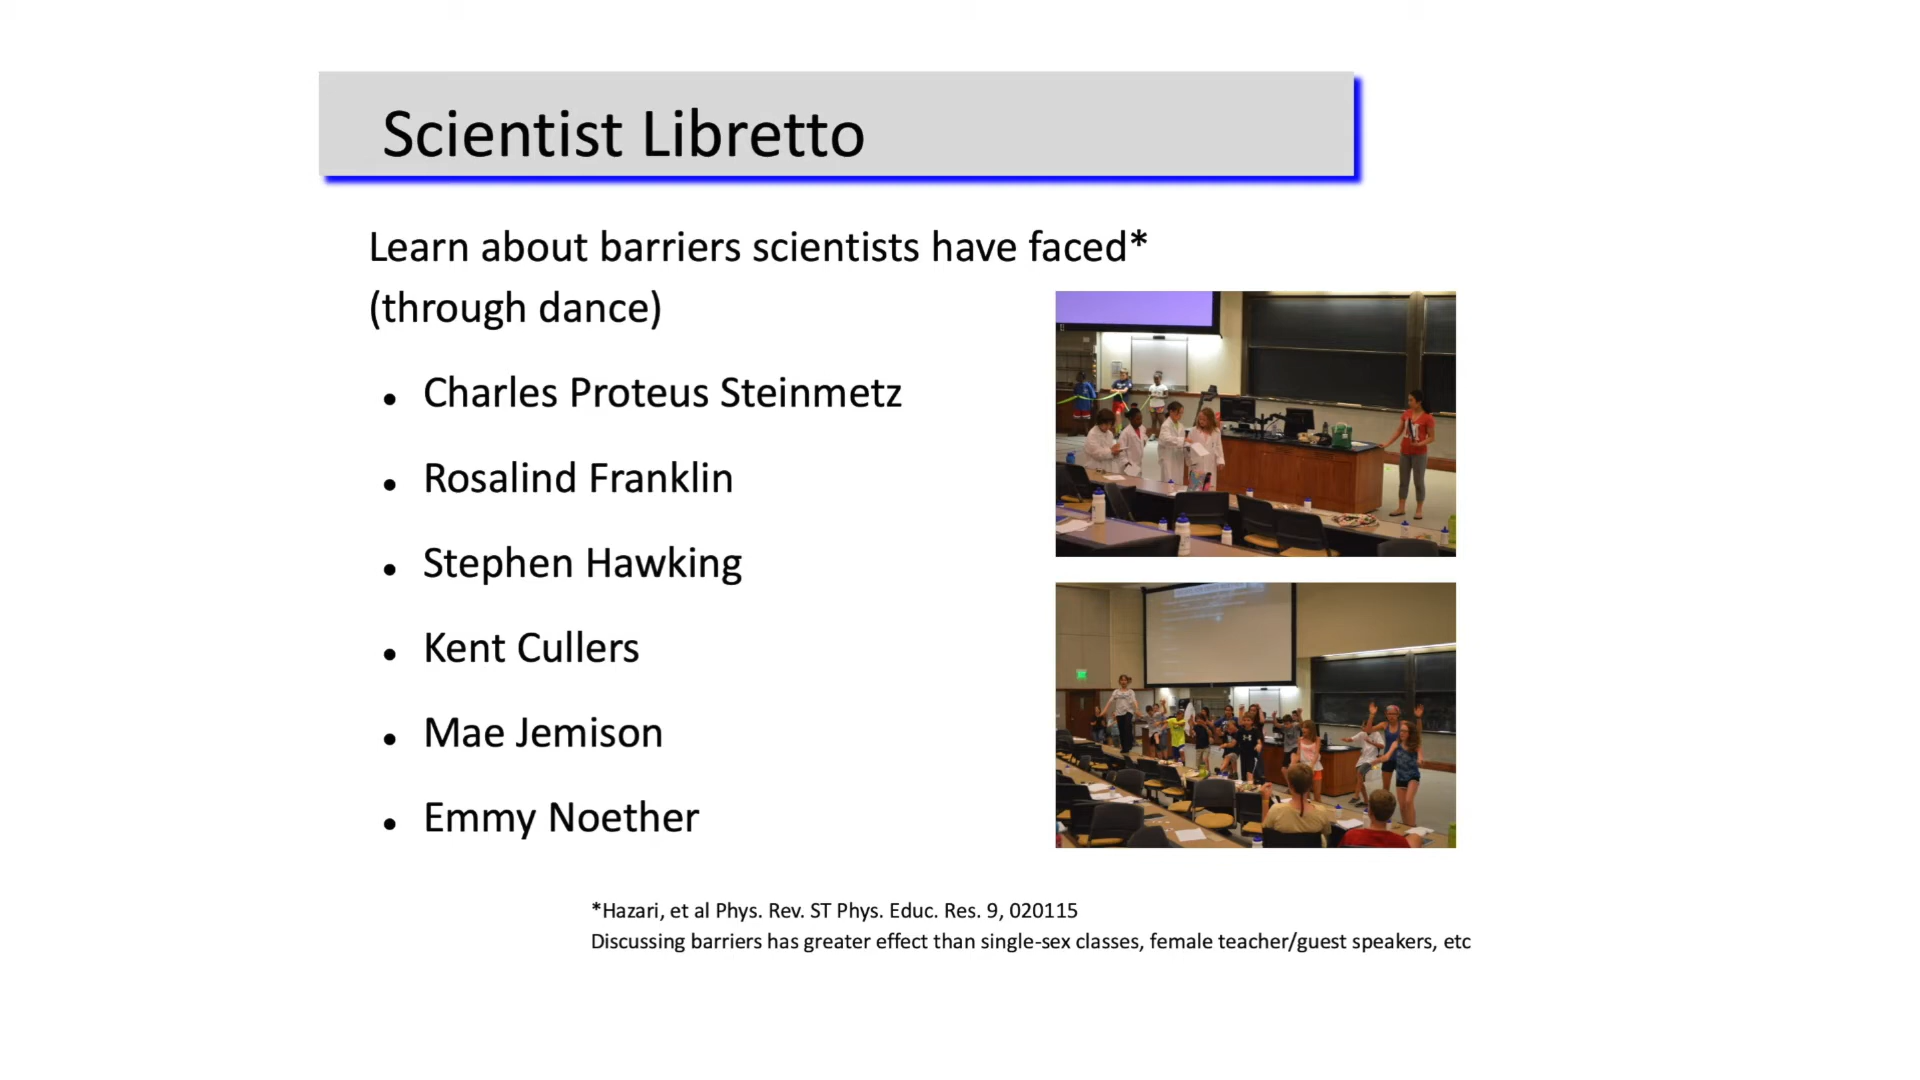 Scientist Libretto
Learn about barriers scientists have faced*
(through dance)
• Charles Proteus Steinmetz
• Rosalind Franklin
• Stephen Hawking
• Kent Cullers
• Mae Jemison
• Emmy Noether
*Hazari, et al Phys. Rev. ST Phys. Educ. Res. 9, 020115
Discussing barriers has greater effect than single-sex classes, female teacher/guest speakers, etc